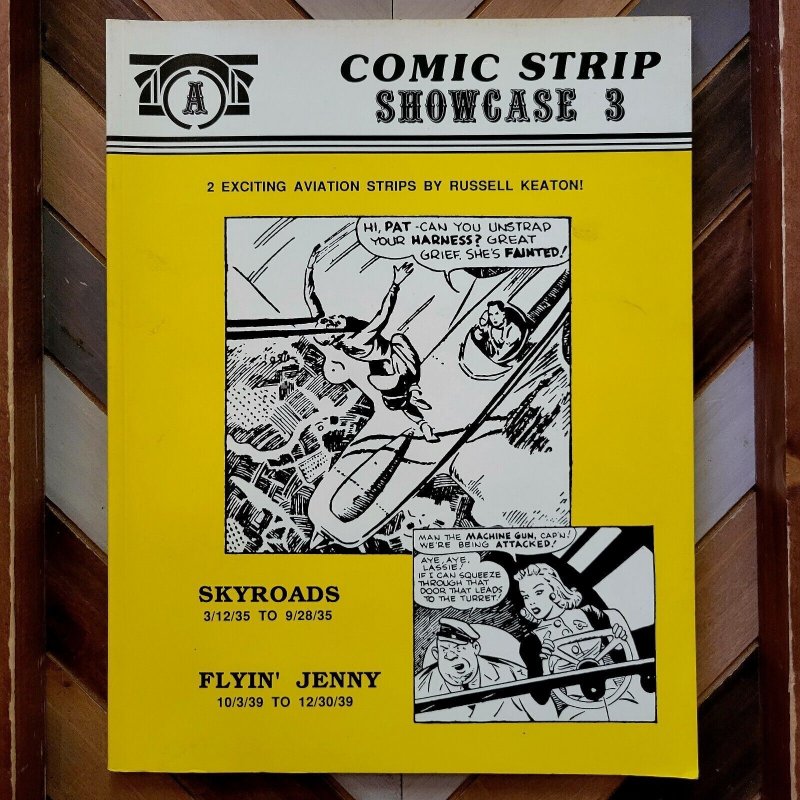 A
COMIC STRIP
SHOWCASE 3
2 EXCITING AVIATION STRIPS BY RUSSELL KEATON!
HI, PAT -CAN YOU UNSTRAP
YOUR HARNESS? GREAT
GRIEF, SHE'S FAINTED!
MAN THE MACHINE GUN, CAP'N!
WE'RE BEING ATTACKED!
AYE, AYE,
LASSIE!
IF I CAN SQUEEZE
THROUGH THAT
DOOR THAT LEADS
TO THE TURRET!
SKYROADS
3/12/35 TO 9/28/35
FLYIN' JENNY
10/3/39 TO 12/30/39